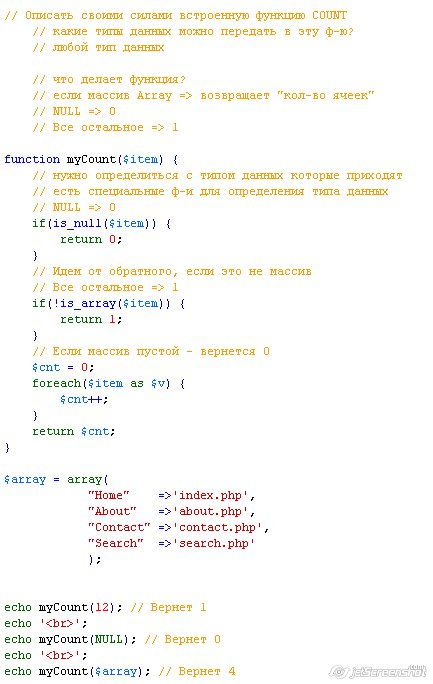 // Описать своими силами встроенную функцию COUNT
// какие типы данных можно передать в эту ф-ю?
// любой тип данных
// что делает функция?
// если массив Array => возвращает "кол-во ячеек"
// NULL => 0
// Все остальное => 1
function myCount($item) {
// нужно определиться с типом данных которые приходят
// есть специальные ф-и для определения типа данных
// NULL => 0
if(is_null($item)) {
return 0;
}
// Идем от обратного, если это не массив
// Все остальное => 1
if(!is_array($item)) {
return 1;
}
// Если массив пустой - вернется 0
$cnt = 0;
foreach($item as $v) {
$cnt++;
}
return $cnt;
}
$array = array(
"Home" =>'index.php',
"About" =>'about.php',
"Contact" =>'contact.php',
"Search" =>'search.php'
);
echo myCount(12); // Вернет 1
echo '<br>';
echo myCount(NULL); // Вернет 0
echo '<br>';
echo myCount($array); // Вернет 4
jetScreenshot